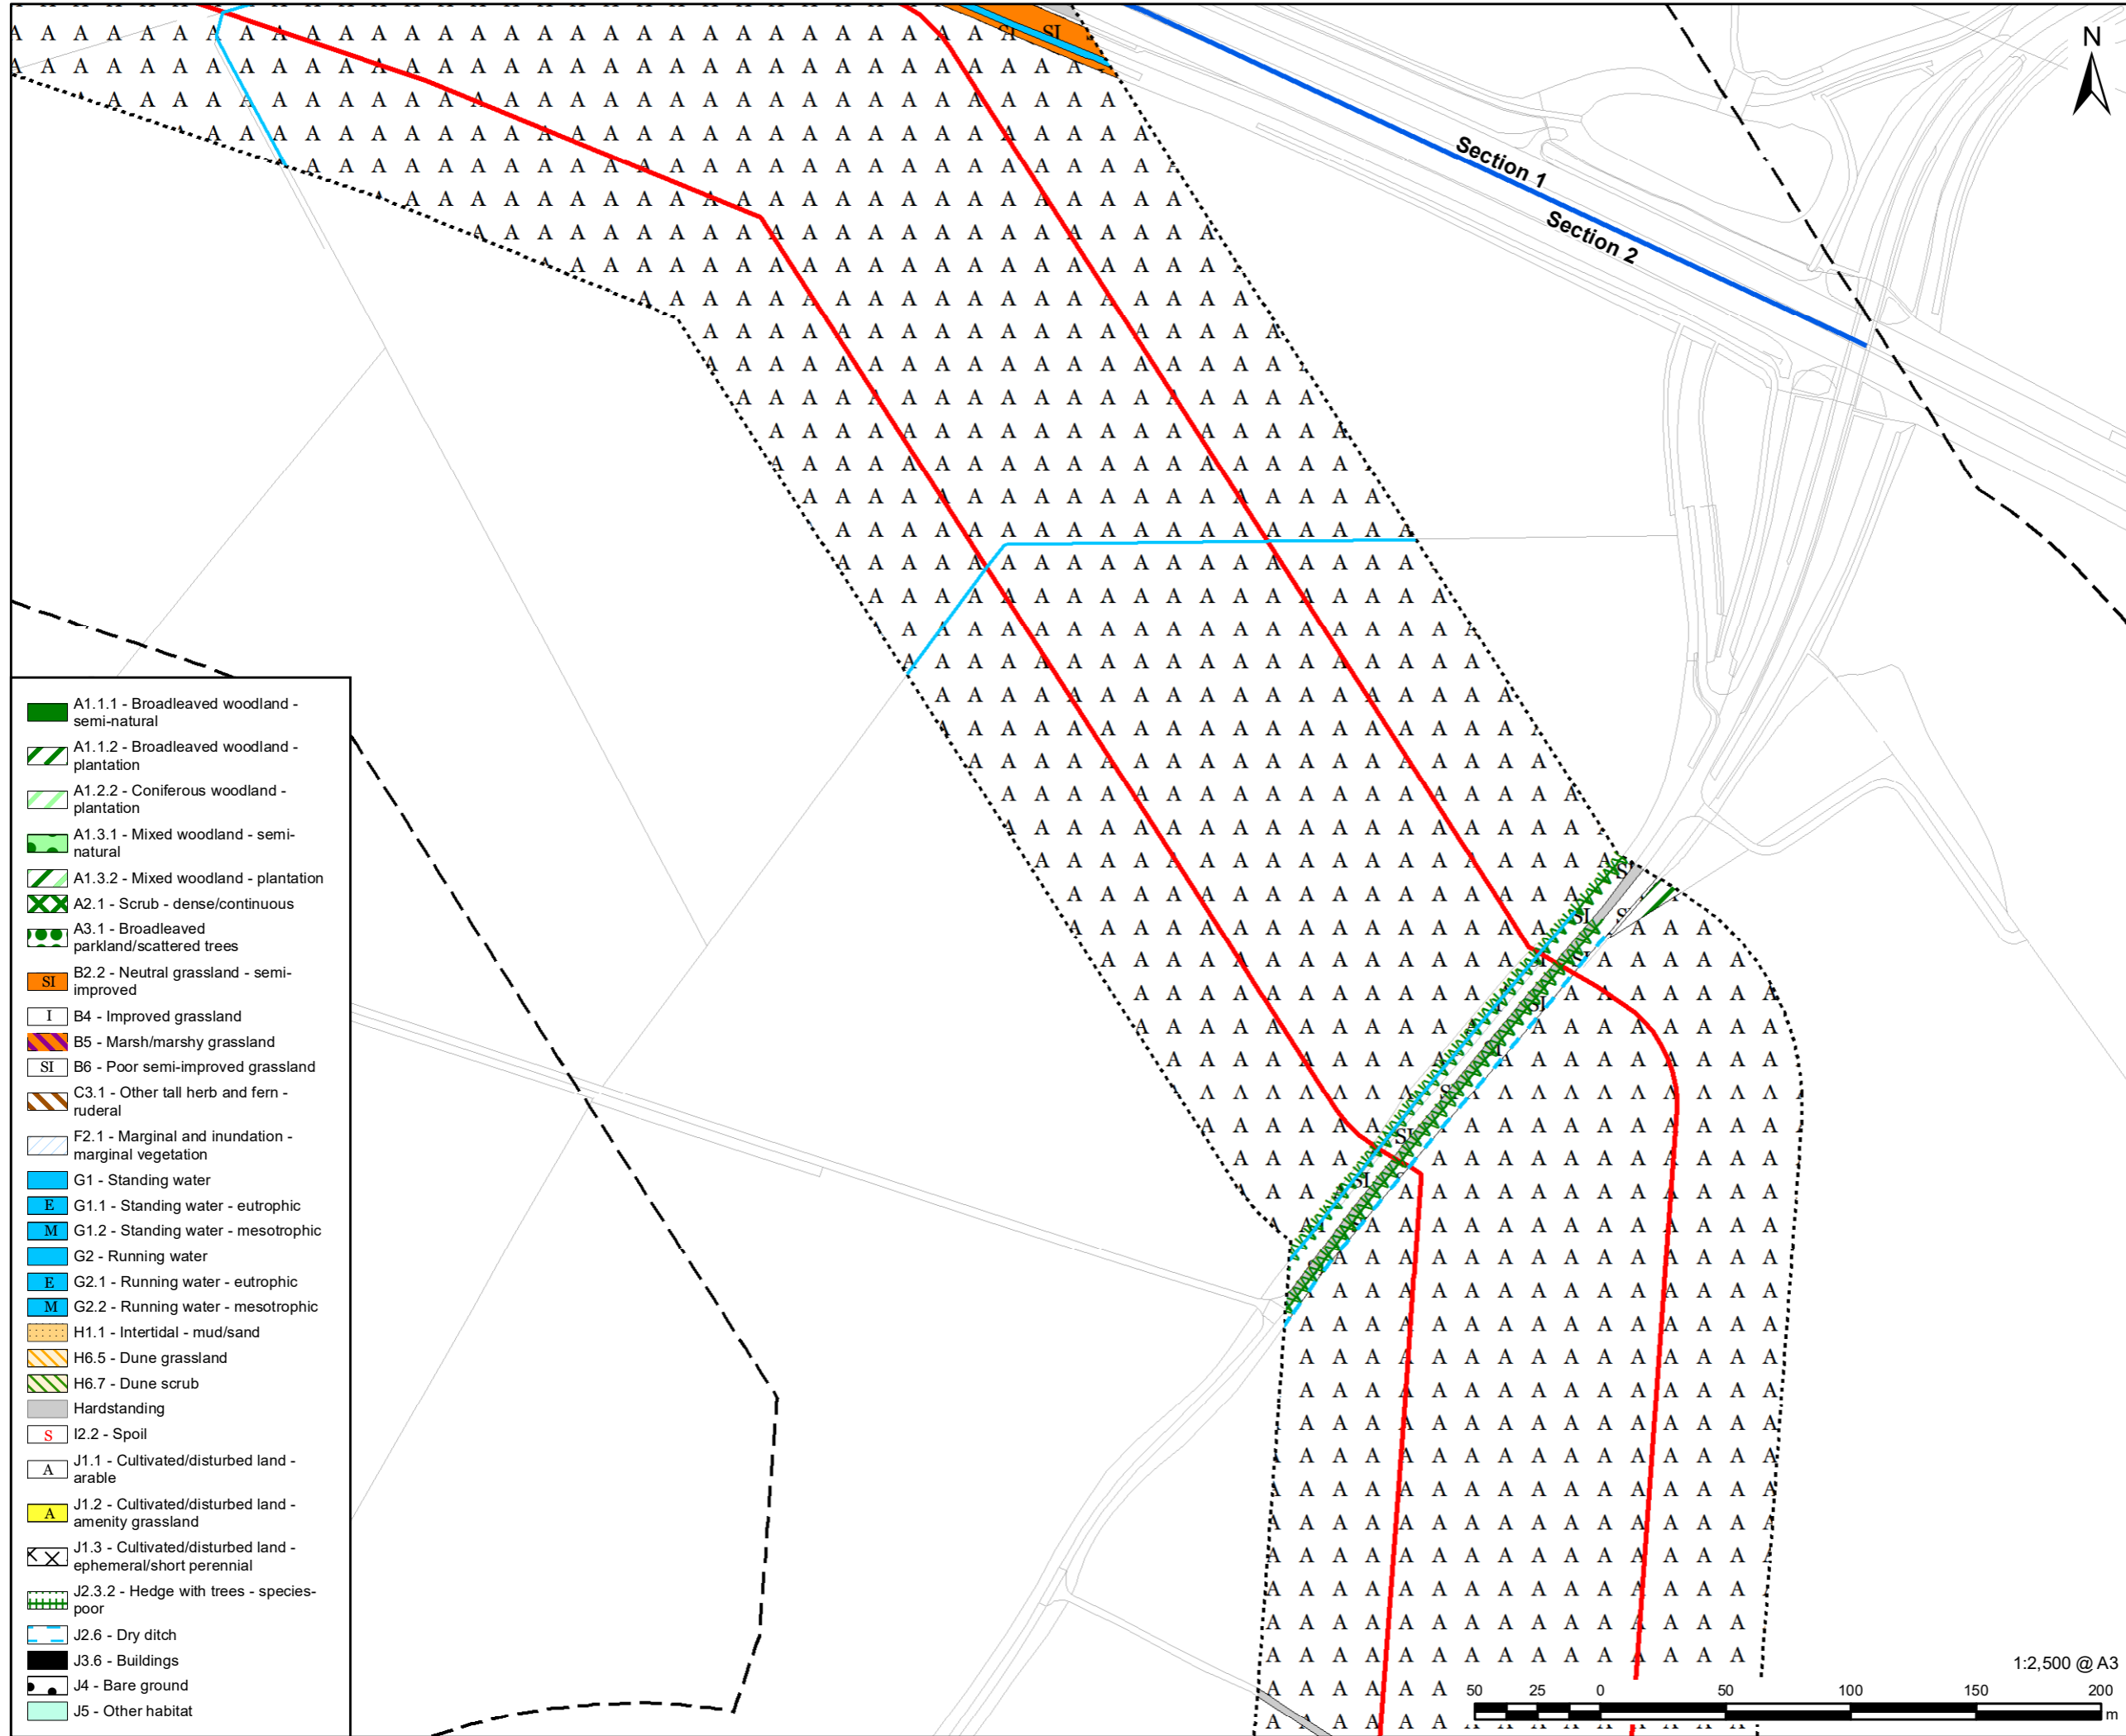 N
Section 1
Section 2
SI
SI
A1.1.1 - Broadleaved woodland -
semi-natural
A1.1.2 - Broadleaved woodland -
plantation
A1.2.2 - Coniferous woodland -
plantation
A1.3.1 - Mixed woodland - semi-
natural
A1.3.2 - Mixed woodland - plantation
A2.1 - Scrub - dense/continuous
A3.1 - Broadleaved
parkland/scattered trees
SI B2.2 - Neutral grassland - semi-
improved
I B4 - Improved grassland
B5 - Marsh/marshy grassland
SI B6 - Poor semi-improved grassland
C3.1 - Other tall herb and fern -
ruderal
F2.1 - Marginal and inundation -
marginal vegetation
G1 - Standing water
E G1.1 - Standing water - eutrophic
M G1.2 - Standing water - mesotrophic
G2 - Running water
E G2.1 - Running water - eutrophic
M G2.2 - Running water - mesotrophic
H1.1 - Intertidal - mud/sand
H6.5 - Dune grassland
H6.7 - Dune scrub
Hardstanding
S I2.2 - Spoil
A J1.1 - Cultivated/disturbed land -
arable
A J1.2 - Cultivated/disturbed land -
amenity grassland
J1.3 - Cultivated/disturbed land -
ephemeral/short perennial
J2.3.2 - Hedge with trees - species-
poor
J2.6 - Dry ditch
J3.6 - Buildings
J4 - Bare ground
J5 - Other habitat
1:2,500 @ A3
50 25 0 50 100 150 200
m